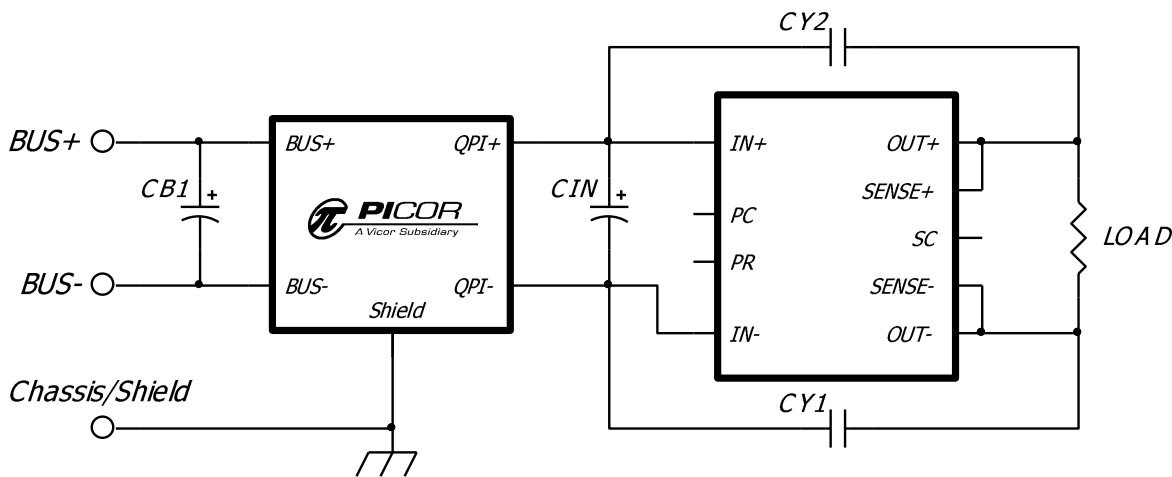 CY2
BUS+
BUS+
QPI+
IN+
OUT+
CB1
+
CIN
+
SENSE+
PICOR
A Vicor Subsidiary
PC
SC
LOAD
PR
BUS-
BUS-
QPI-
SENSE-
Shield
IN-
OUT-
Chassis/Shield
CY1